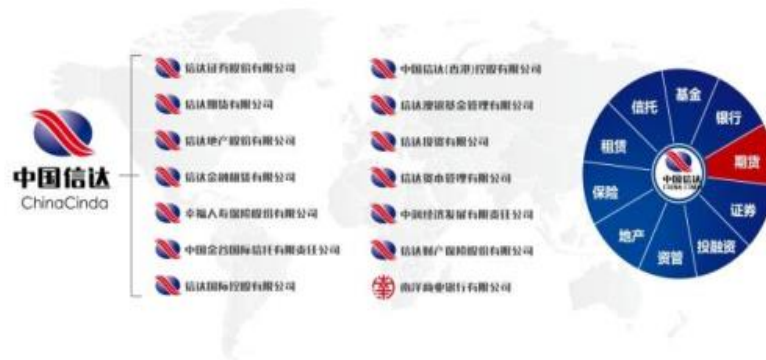 中国信达
ChinaCinda
信达证券股份有限公司
信达期货有限公司
信达地产股份有限公司
信达金融租赁有限公司
幸福人寿保险股份有限公司
中国金谷国际信托有限责任公司
信达国际控股有限公司
中国信达(香港)控股有限公司
信达澳银基金管理有限公司
信达投资有限公司
信达资本管理有限公司
中润经济发展有限责任公司
信达财产保险股份有限公司
南洋商业银行有限公司
基金
银行
期货
证券
投融资
资管
地产
保险
租赁
信托
中国信达
CHINA CINDA